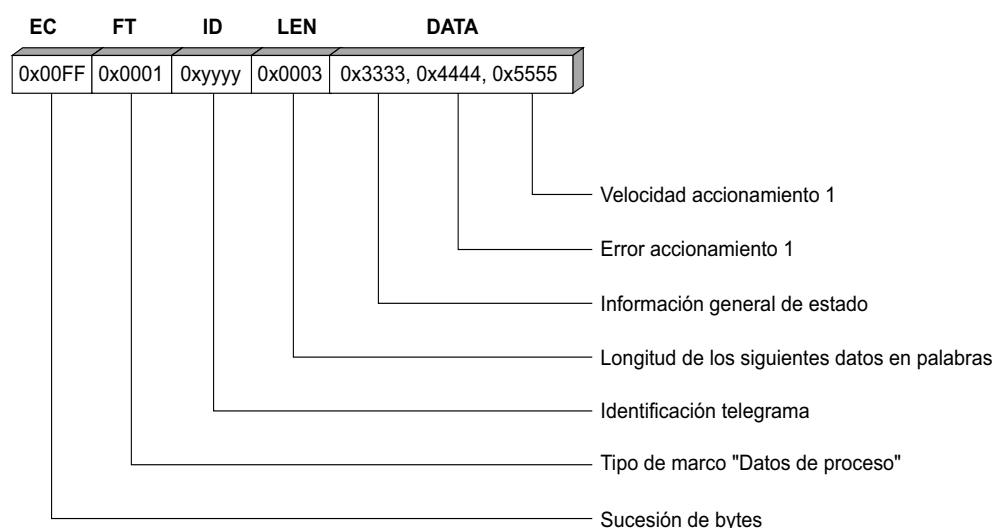 EC FT ID LEN DATA
0x00FF 0x0001 0xyyyy 0x0003 0x3333, 0x4444, 0x5555
Velocidad accionamiento 1
Error accionamiento 1
Información general de estado
Longitud de los siguientes datos en palabras
Identificación telegrama
Tipo de marco "Datos de proceso"
Sucesión de bytes